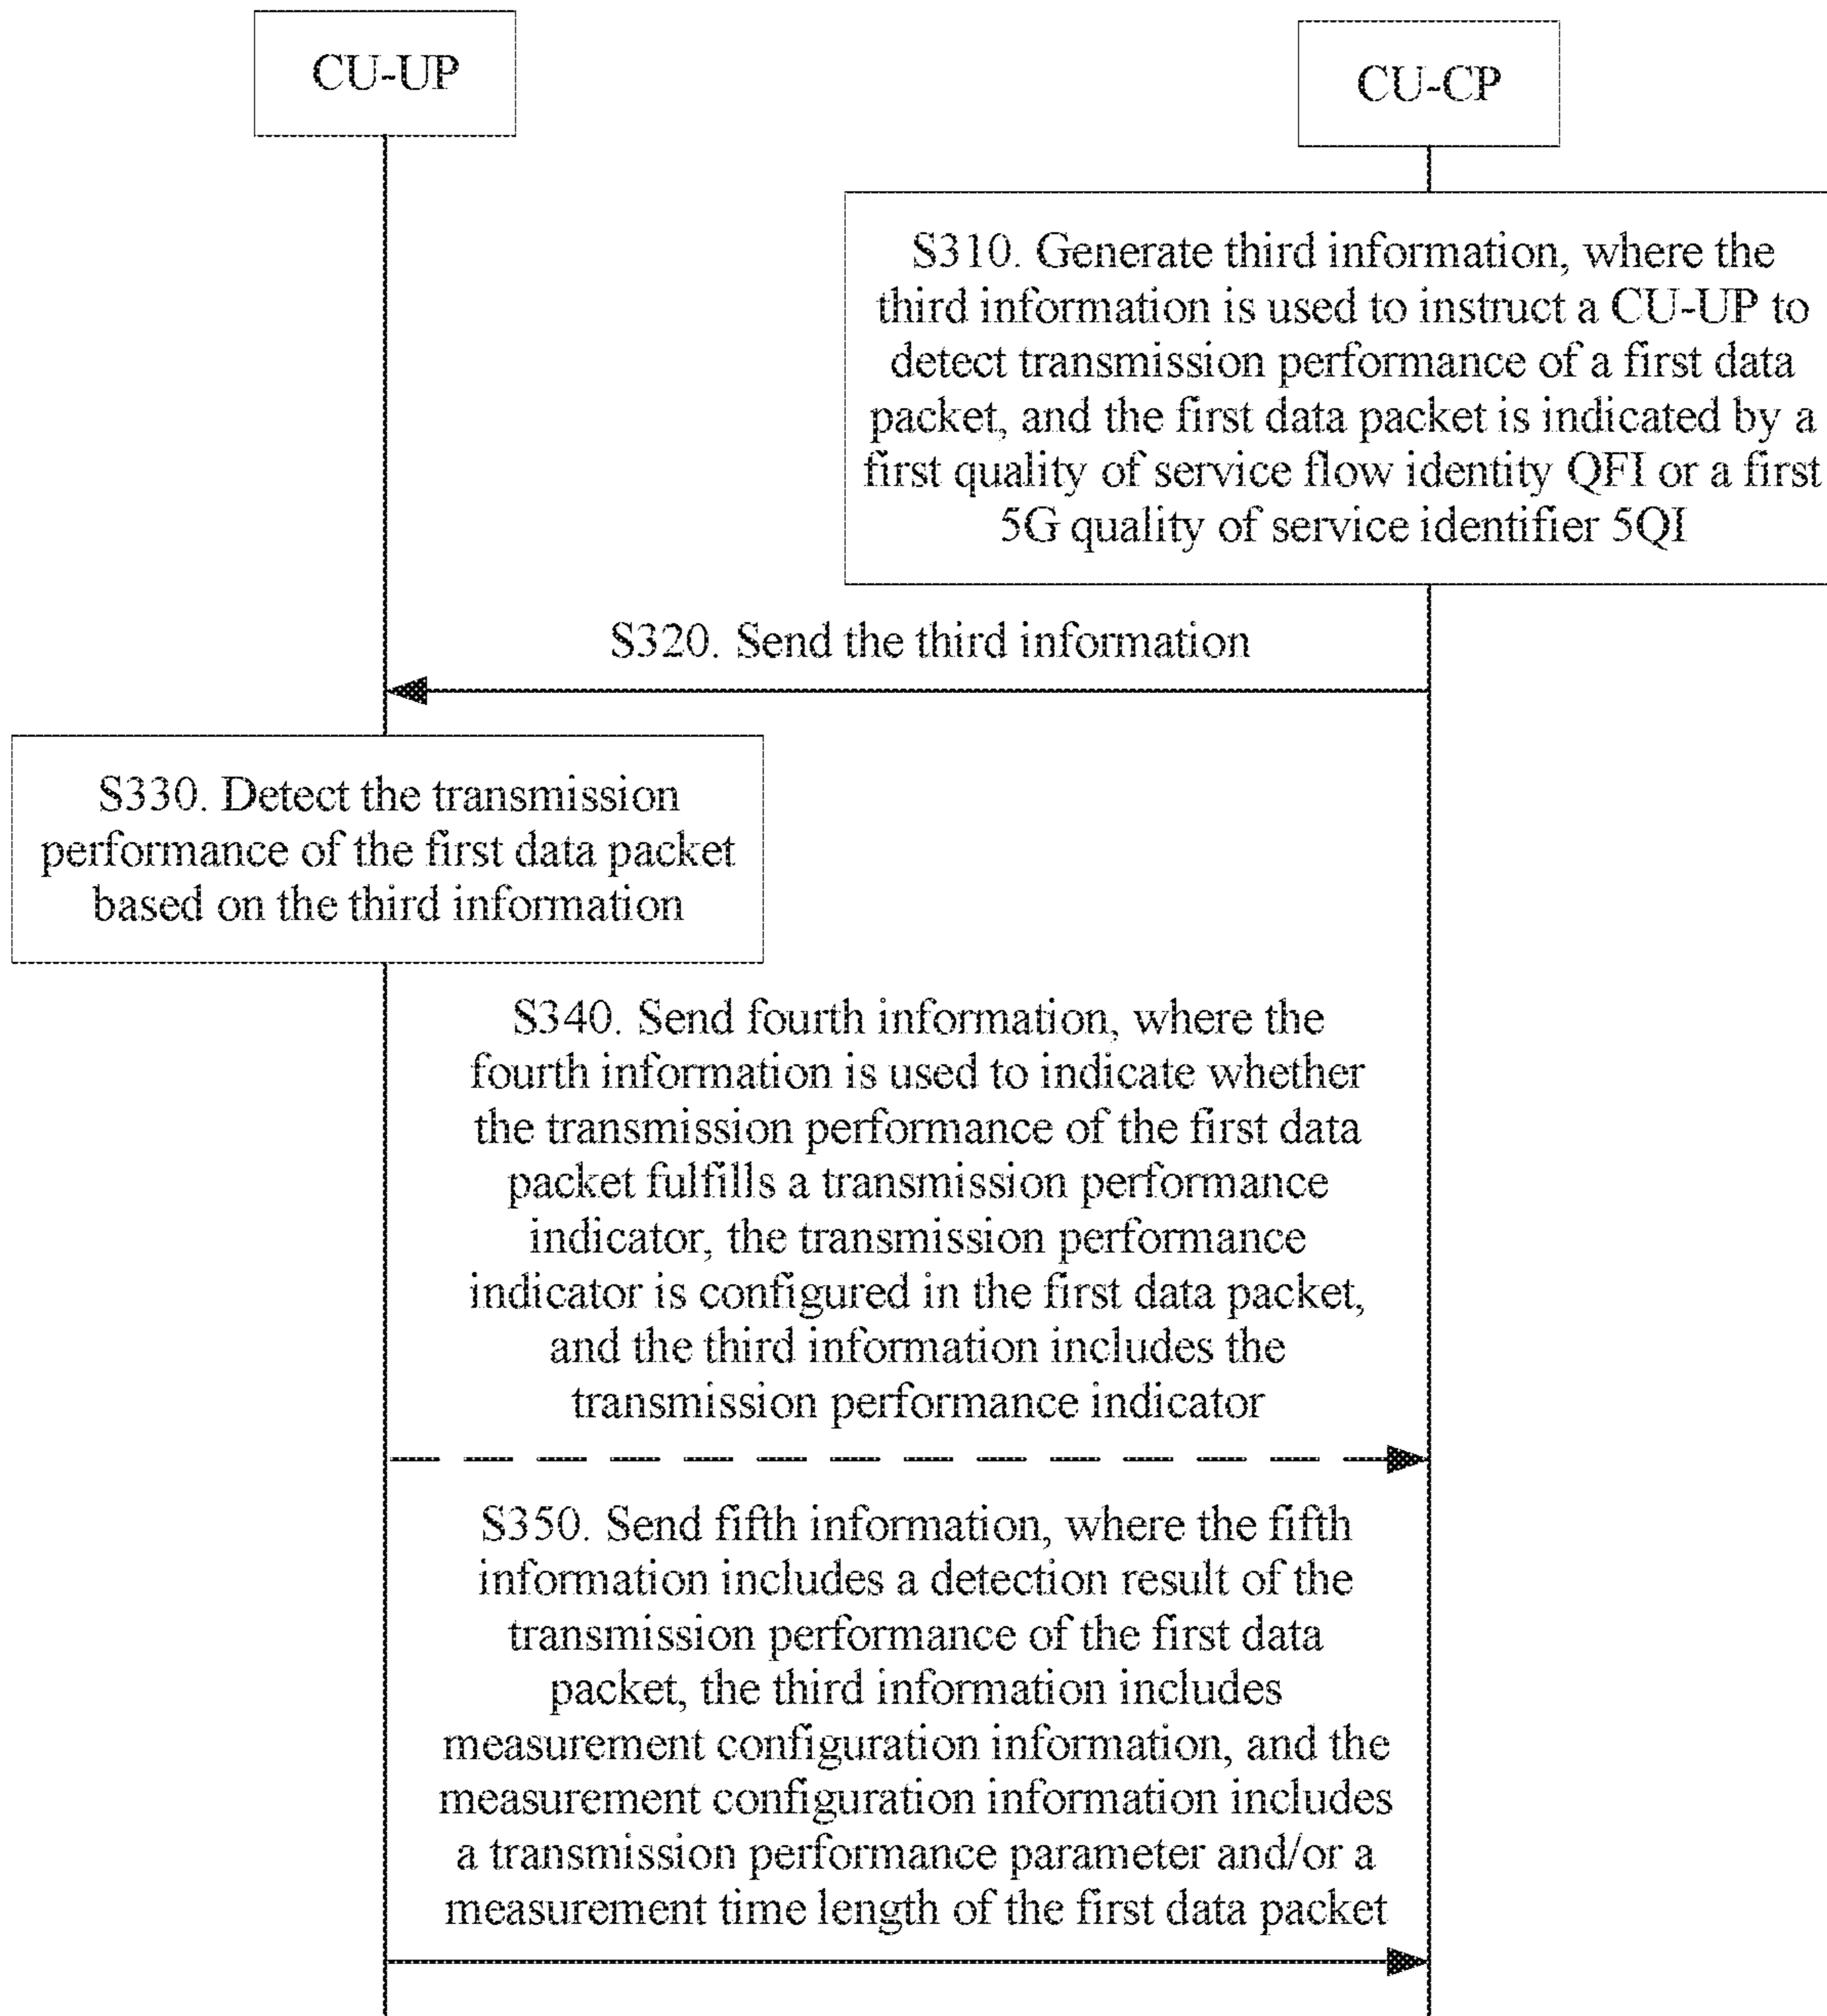 CU-UP
CU-CP
S310. Generate third information, where the
third information is used to instruct a CU-UP to
detect transmission performance of a first data
packet, and the first data packet is indicated by a
first quality of service flow identity QFI or a first
5G quality of service identifier 5QI
S320. Send the third information
S330. Detect the transmission
performance of the first data packet
based on the third information
S340. Send fourth information, where the
fourth information is used to indicate whether
the transmission performance of the first data
packet fulfills a transmission performance
indicator, the transmission performance
indicator is configured in the first data packet,
and the third information includes the
transmission performance indicator
S350. Send fifth information, where the fifth
information includes a detection result of the
transmission performance of the first data
packet, the third information includes
measurement configuration information, and the
measurement configuration information includes
a transmission performance parameter and/or a
measurement time length of the first data packet